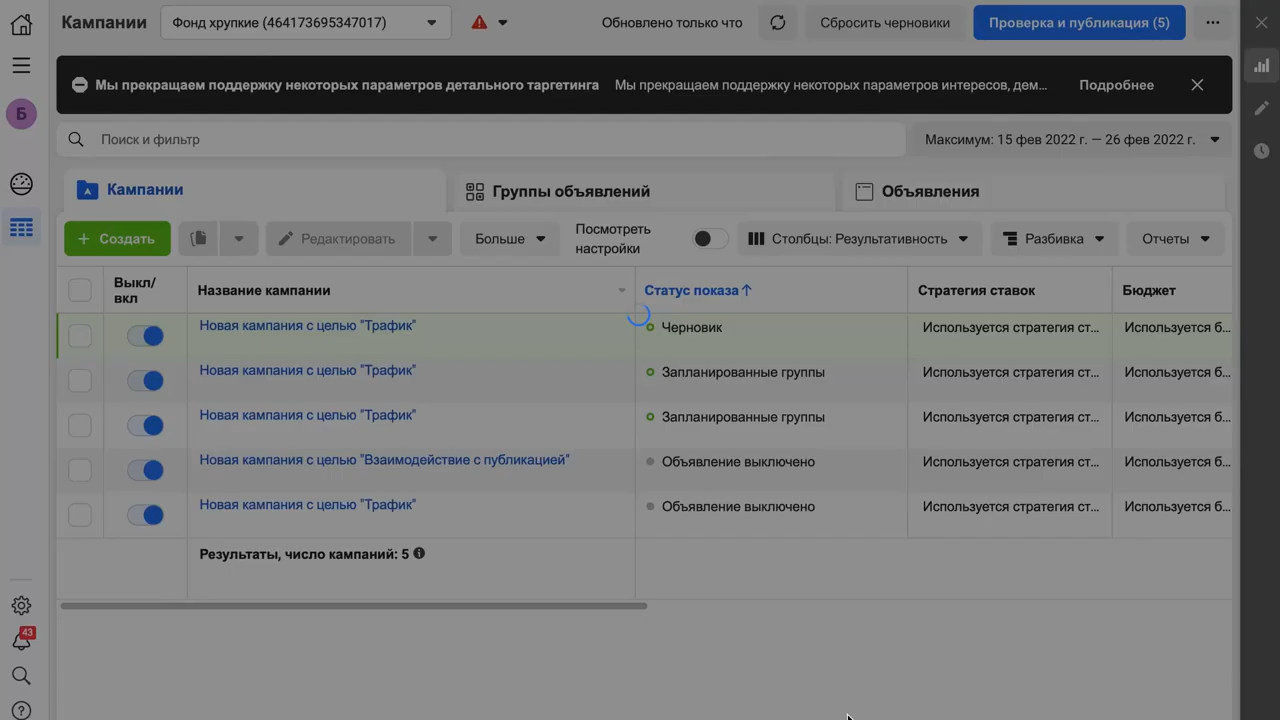 Кампании
Фонд хрупкие (464173695347017)
Обновлено только что
Сбросить черновики
Проверка и публикация (5)
Мы прекращаем поддержку некоторых параметров детального таргетинга
Мы прекращаем поддержку некоторых параметров интересов, дем...
Подробнее
Б
Поиск и фильтр
Максимум: 15 фев 2022 г. — 26 фев 2022 г.
Кампании
Группы объявлений
Объявления
+ Создать
Редактировать
Больше
Посмотреть
настройки
Столбцы: Результативность
Разбивка
Отчеты
Выкл/
вкл
Название кампании
Статус показа↑
Стратегия ставок
Бюджет
Новая кампания с целью "Трафик"
Черновик
Используется стратегия ст...
Используется б...
Новая кампания с целью "Трафик"
Запланированные группы
Используется стратегия ст...
Используется б...
Новая кампания с целью "Трафик"
Запланированные группы
Используется стратегия ст...
Используется б...
Новая кампания с целью "Взаимодействие с публикацией"
Объявление выключено
Используется стратегия ст...
Используется б...
Новая кампания с целью "Трафик"
Объявление выключено
Используется стратегия ст...
Используется б...
Результаты, число кампаний: 5
43